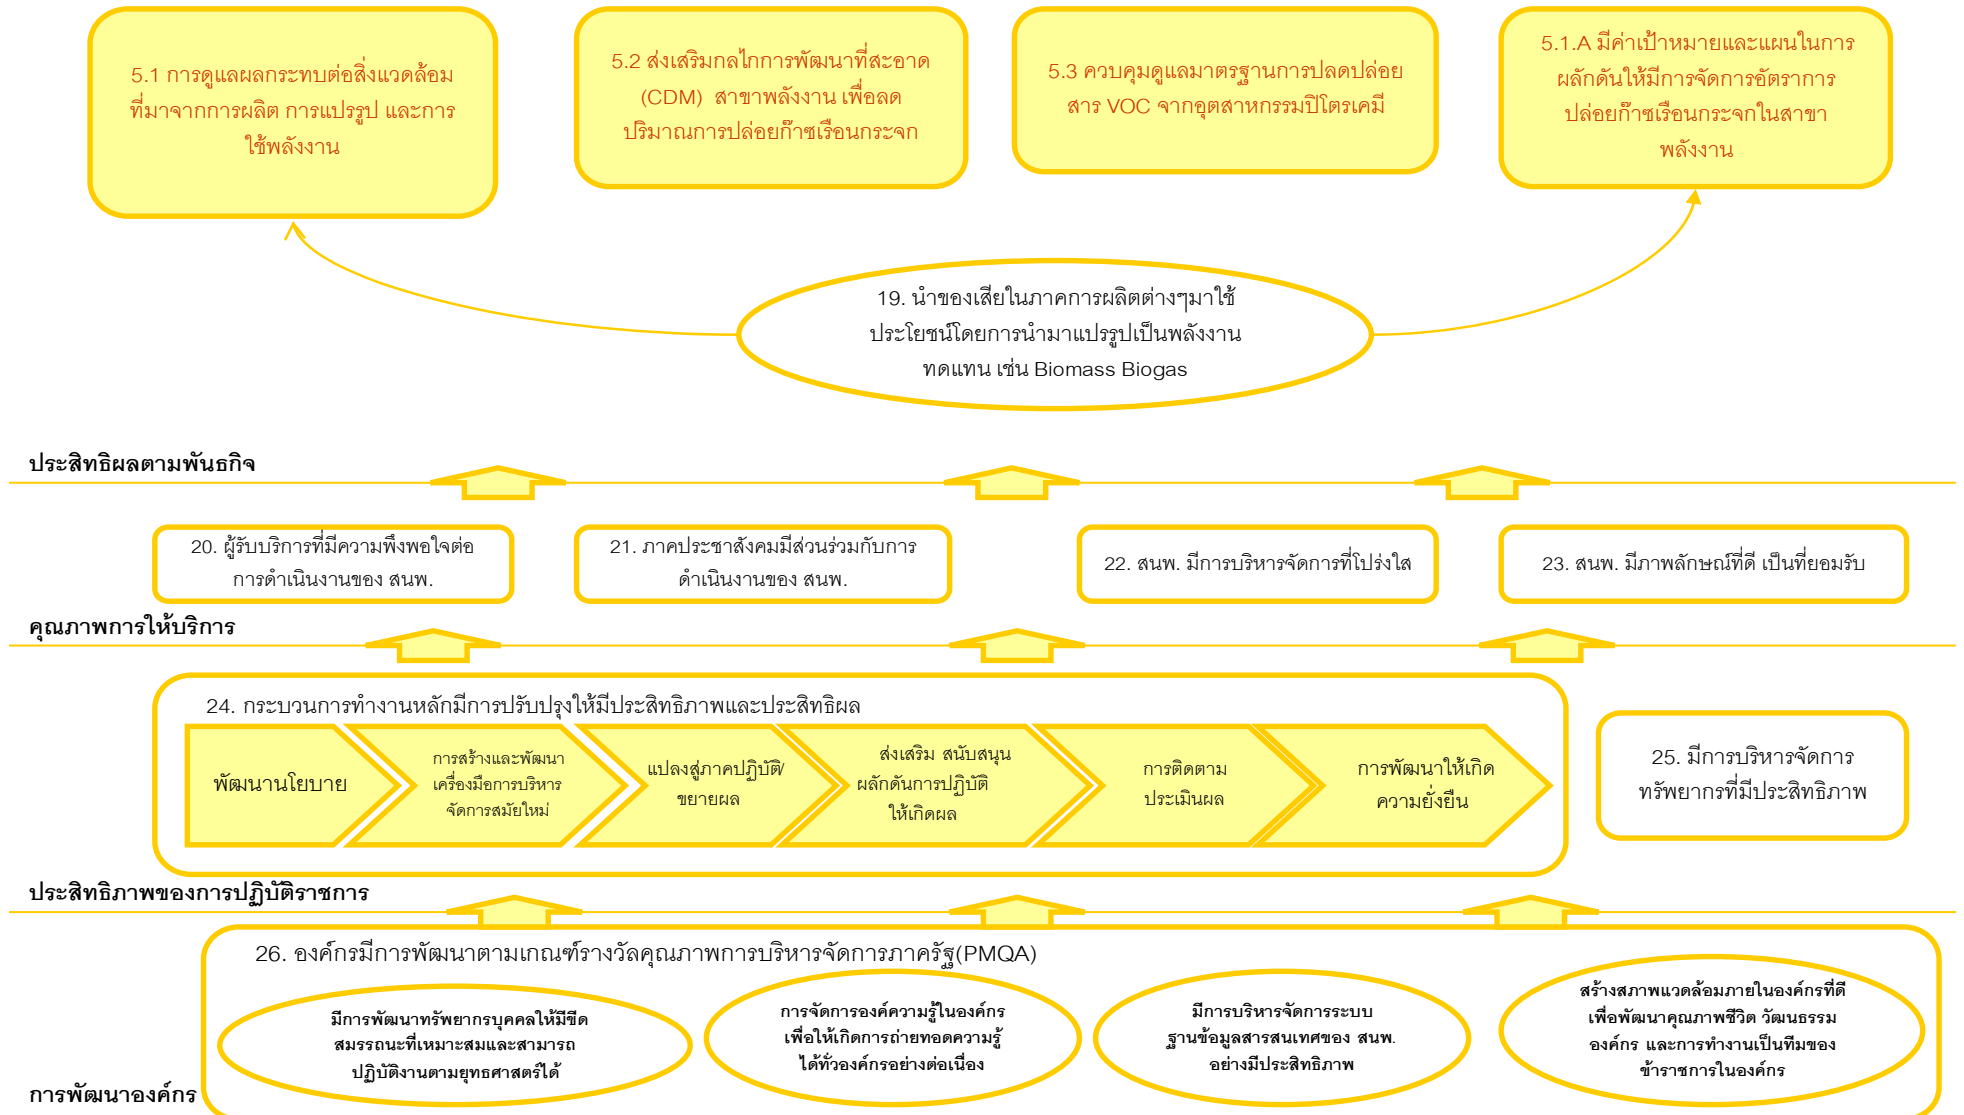 5.1 การดูแลผลกระทบต่อสิ่งแวดล้อม
ที่มาจากการผลิต การแปรรูป และการ
ใช้พลังงาน
5.2 ส่งเสริมกลไกการพัฒนาที่สะอาด
(CDM) สาขาพลังงาน เพื่อลด
ปริมาณการปล่อยก๊าซเรือนกระจก
5.3 ควบคุมดูแลมาตรฐานการปลดปล่อย
สาร VOC จากอุตสาหกรรมปิโตรเคมี
5.1.A มีค่าเป้าหมายและแผนในการ
ผลักดันให้มีการจัดการอัตราการ
ปล่อยก๊าซเรือนกระจกในสาขา
พลังงาน
19. นำของเสียในภาคการผลิตต่างๆมาใช้
ประโยชน์โดยการนำมาแปรรูปเป็นพลังงาน
ทดแทน เช่น Biomass Biogas
ประสิทธิผลตามพันธกิจ
20. ผู้รับบริการที่มีความพึงพอใจต่อ
การดำเนินงานของ สนพ.
21. ภาคประชาสังคมมีส่วนร่วมกับการ
ดำเนินงานของ สนพ.
22. สนพ. มีการบริหารจัดการที่โปร่งใส
23. สนพ. มีภาพลักษณ์ที่ดี เป็นที่ยอมรับ
คุณภาพการให้บริการ
24. กระบวนการทำงานหลักมีการปรับปรุงให้มีประสิทธิภาพและประสิทธิผล
พัฒนานโยบาย
การสร้างและพัฒนา
เครื่องมือการบริหาร
จัดการสมัยใหม่
แปลงสู่ภาคปฏิบัติ/
ขยายผล
ส่งเสริม สนับสนุน
ผลักดันการปฏิบัติ
ให้เกิดผล
การติดตาม
ประเมินผล
การพัฒนาให้เกิด
ความยั่งยืน
25. มีการบริหารจัดการ
ทรัพยากรที่มีประสิทธิภาพ
ประสิทธิภาพของการปฏิบัติราชการ
26. องค์กรมีการพัฒนาตามเกณฑ์รางวัลคุณภาพการบริหารจัดการภาครัฐ(PMQA)
มีการพัฒนาทรัพยากรบุคคลให้มีขีด
สมรรถนะที่เหมาะสมและสามารถ
ปฏิบัติงานตามยุทธศาสตร์ได้
การจัดการองค์ความรู้ในองค์กร
เพื่อให้เกิดการถ่ายทอดความรู้
ได้ทั่วองค์กรอย่างต่อเนื่อง
มีการบริหารจัดการระบบ
ฐานข้อมูลสารสนเทศของ สนพ.
อย่างมีประสิทธิภาพ
สร้างสภาพแวดล้อมภายในองค์กรที่ดี
เพื่อพัฒนาคุณภาพชีวิต วัฒนธรรม
องค์กร และการทำงานเป็นทีมของ
ข้าราชการในองค์กร
การพัฒนาองค์กร